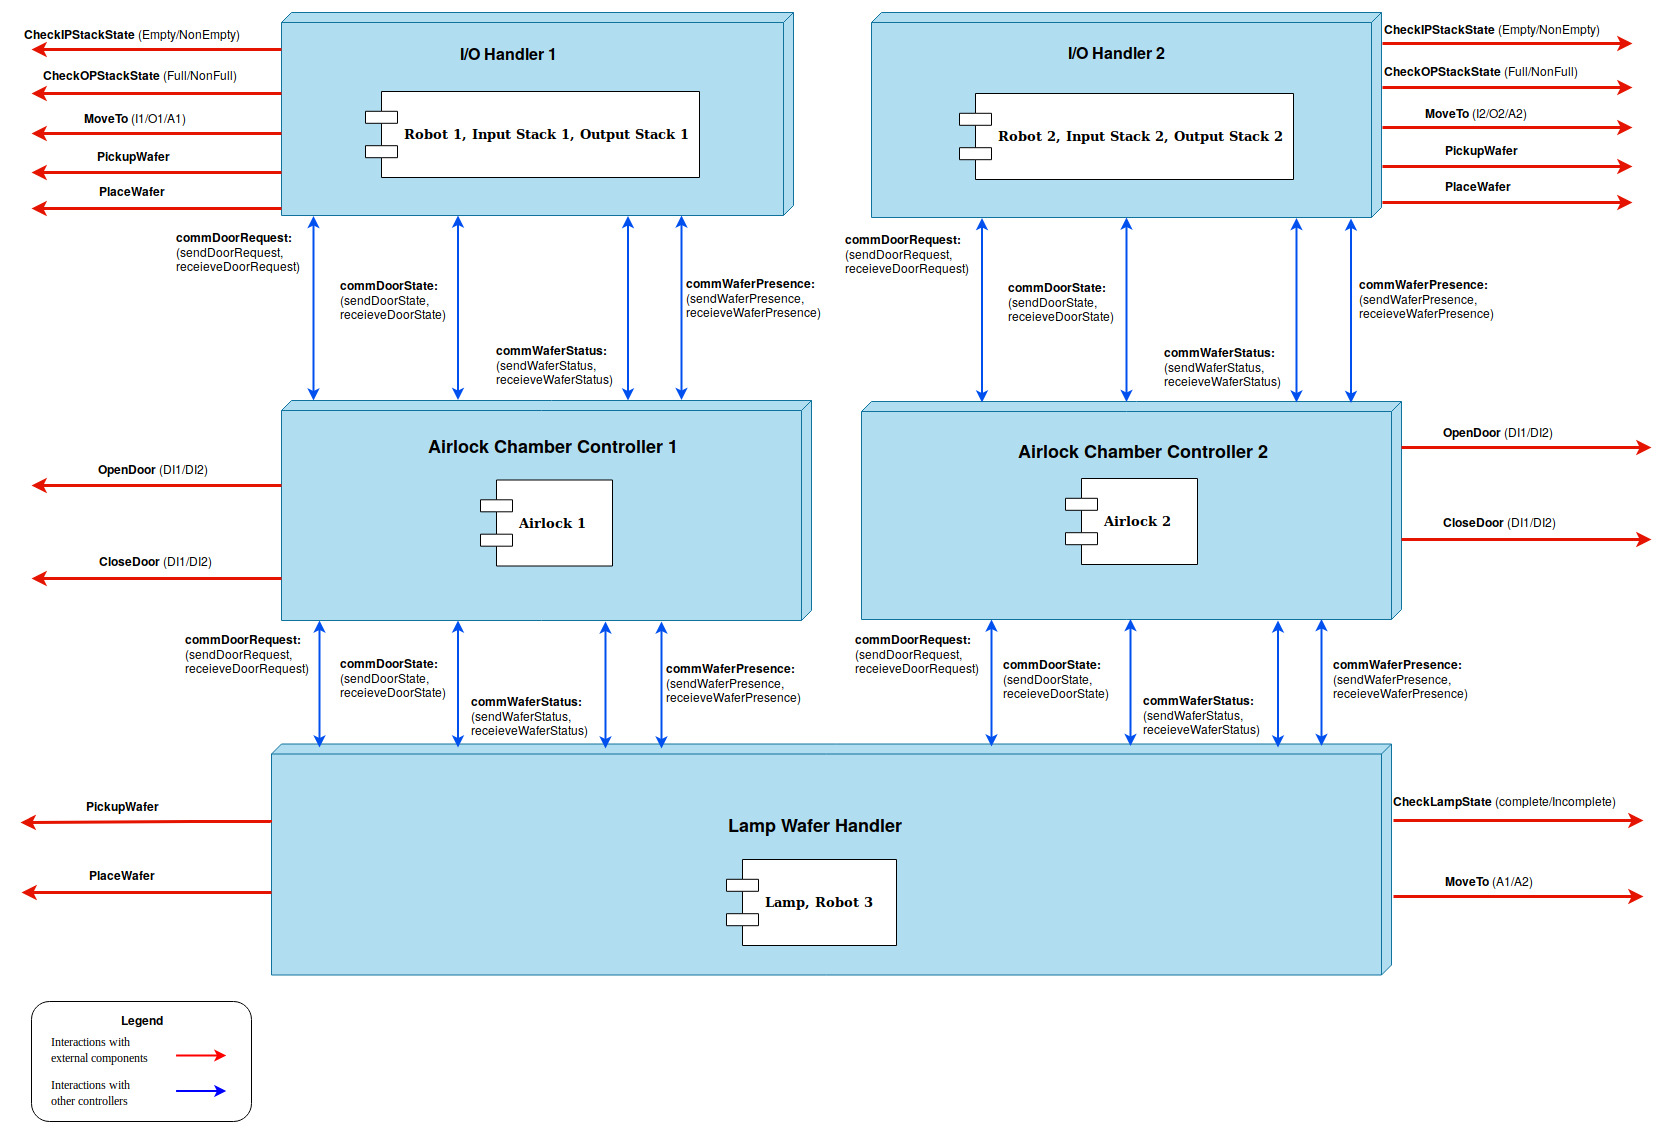 CheckIPStackState (Empty/NonEmpty)
CheckOPStackState (Full/NonFull)
MoveTo (I1/O1/A1)
PickupWafer
PlaceWafer
I/O Handler 1
Robot 1, Input Stack 1, Output Stack 1
I/O Handler 2
Robot 2, Input Stack 2, Output Stack 2
CheckIPStackState (Empty/NonEmpty)
CheckOPStackState (Full/NonFull)
MoveTo (I2/O2/A2)
PickupWafer
PlaceWafer
commDoorRequest:
(sendDoorRequest,
receieveDoorRequest)
commDoorState:
(sendDoorState,
receieveDoorState)
commWaferStatus:
(sendWaferStatus,
receieveWaferStatus)
commWaferPresence:
(sendWaferPresence,
receieveWaferPresence)
commDoorRequest:
(sendDoorRequest,
receieveDoorRequest)
commDoorState:
(sendDoorState,
receieveDoorState)
commWaferStatus:
(sendWaferStatus,
receieveWaferStatus)
commWaferPresence:
(sendWaferPresence,
receieveWaferPresence)
OpenDoor (DI1/DI2)
CloseDoor (DI1/DI2)
Airlock Chamber Controller 1
Airlock 1
Airlock Chamber Controller 2
Airlock 2
OpenDoor (DI1/DI2)
CloseDoor (DI1/DI2)
commDoorRequest:
(sendDoorRequest,
receieveDoorRequest)
commDoorState:
(sendDoorState,
receieveDoorState)
commWaferStatus:
(sendWaferStatus,
receieveWaferStatus)
commWaferPresence:
(sendWaferPresence,
receieveWaferPresence)
commDoorRequest:
(sendDoorRequest,
receieveDoorRequest)
commDoorState:
(sendDoorState,
receieveDoorState)
commWaferStatus:
(sendWaferStatus,
receieveWaferStatus)
commWaferPresence:
(sendWaferPresence,
receieveWaferPresence)
PickupWafer
PlaceWafer
Lamp Wafer Handler
Lamp, Robot 3
CheckLampState (complete/Incomplete)
MoveTo (A1/A2)
Legend
Interactions with
external components
Interactions with
other controllers